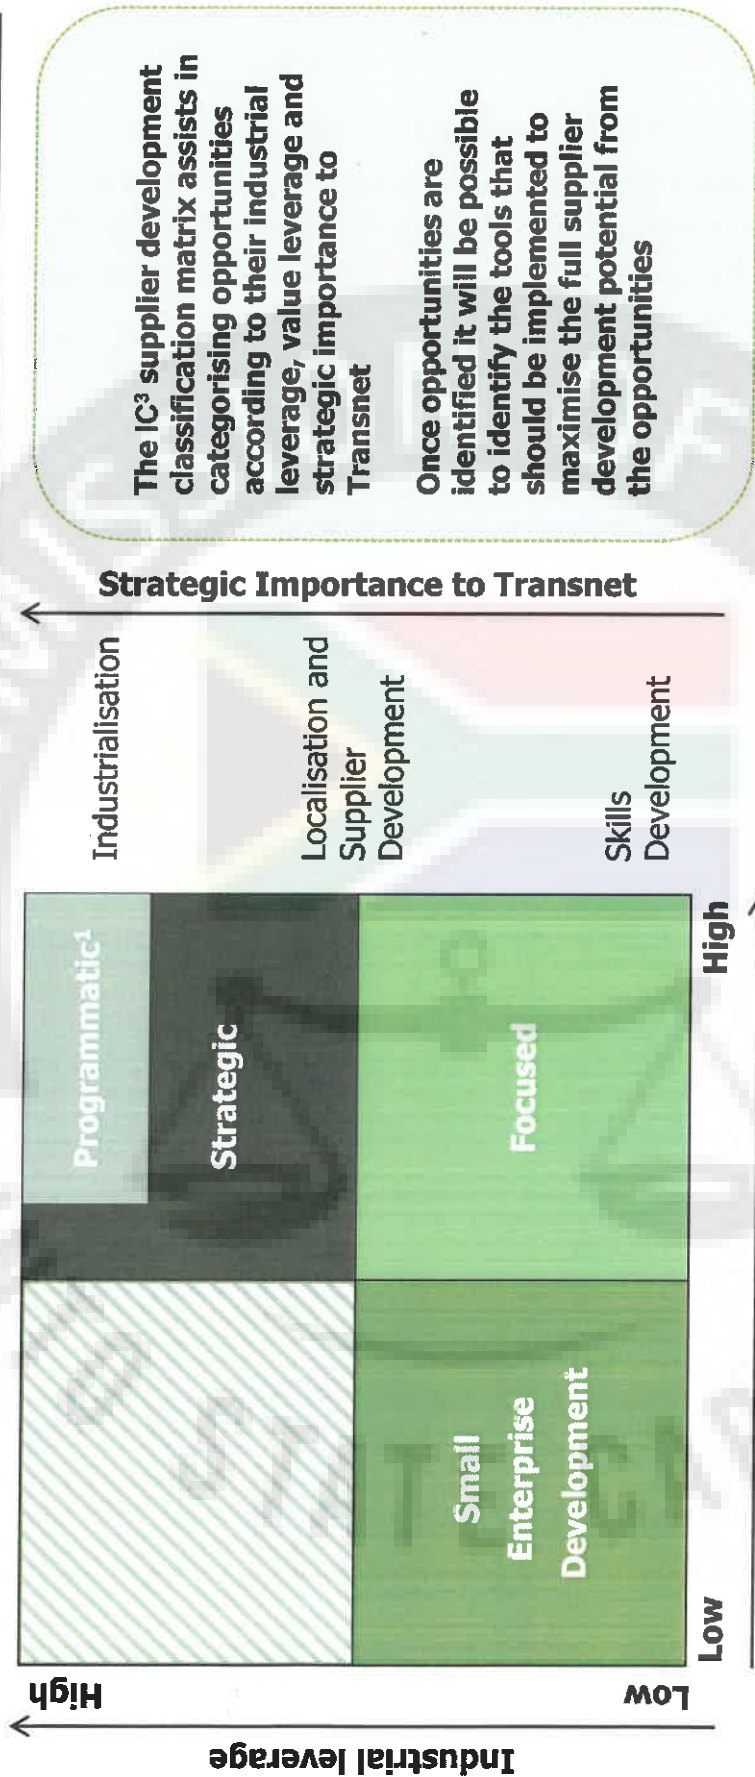 Industrial leverage
High
Low
Programmatic¹
Strategic
Small
Enterprise
Development
Focused
Low
High
Industrialisation
Localisation and
Supplier
Development
Skills
Development
Strategic Importance to Transnet
The IC³ supplier development
classification matrix assists in
categorising opportunities
according to their industrial
leverage, value leverage and
strategic importance to
Transnet
Once opportunities are
identified it will be possible
to identify the tools that
should be implemented to
maximise the full supplier
development potential from
the opportunities